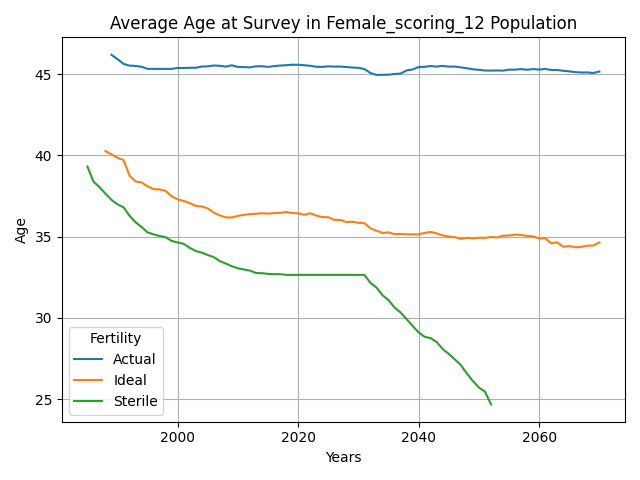 Average Age at Survey in Female_scoring_12 Population
Age
45
40
35
30
25
Fertility
Actual
Ideal
Sterile
2000 2020 2040 2060
Years